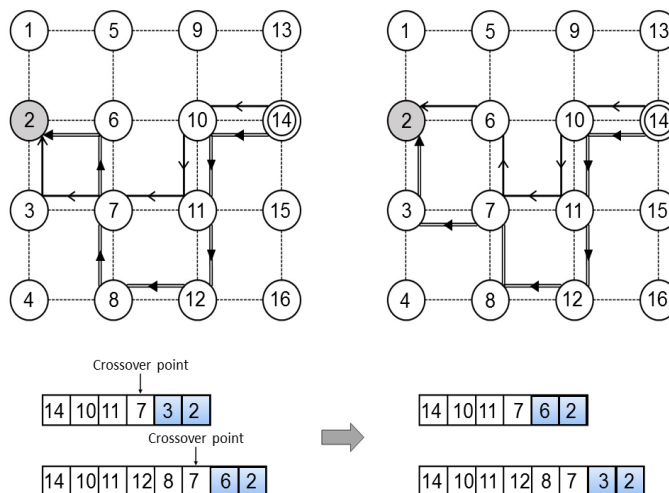 1 5 9 13 1 5 9 13
2 6 10 14 2 6 10 14
3 7 11 15 3 7 11 15
4 8 12 16 4 8 12 16
Crossover point
14 10 11 7 3 2 14 10 11 7 6 2
Crossover point
14 10 11 12 8 7 6 2 14 10 11 12 8 7 3 2